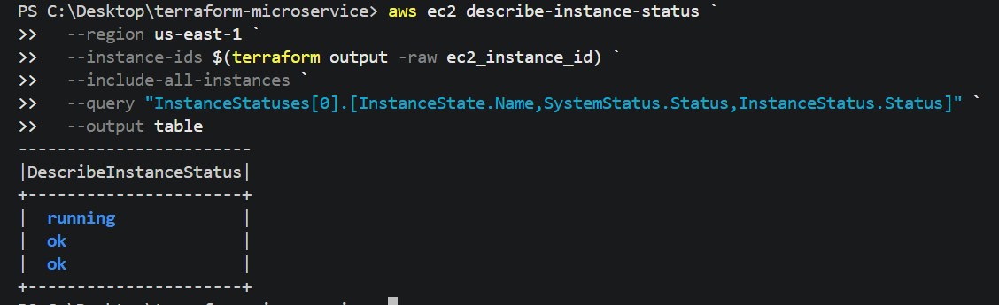 PS C:\Desktop\terraform-microservice> aws ec2 describe-instance-status `
>>   --region us-east-1 `
>>   --instance-ids $(terraform output -raw ec2_instance_id) `
>>   --include-all-instances `
>>   --query "InstanceStatuses[0].[InstanceState.Name,SystemStatus.Status,InstanceStatus.Status]" `
>>   --output table
------------------------
|DescribeInstanceStatus|
+----------------------+
|  running             |
|  ok                  |
|  ok                  |
+----------------------+